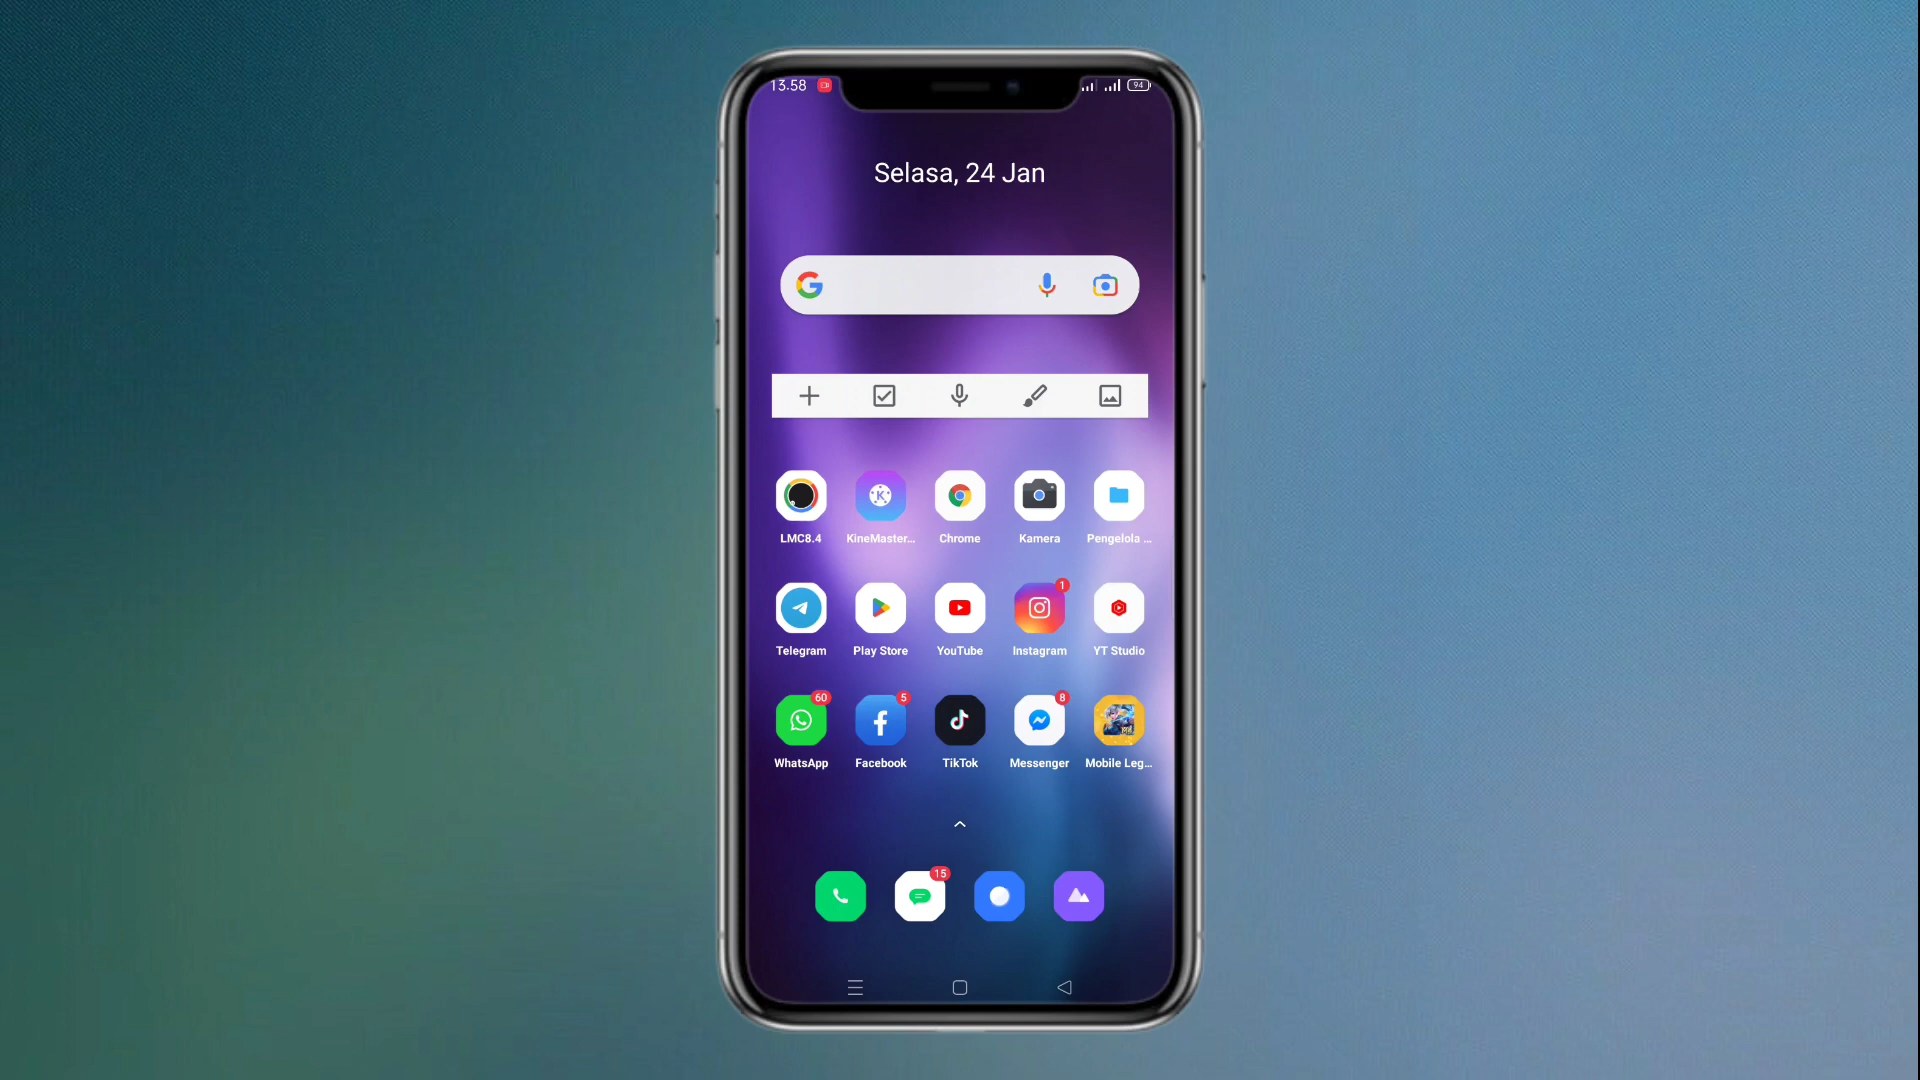 13.58
94
Selasa, 24 Jan
LMC8.4 KineMaster... Chrome Kamera Pengelola ...
1
Telegram Play Store YouTube Instagram YT Studio
60 5 8
WhatsApp Facebook TikTok Messenger Mobile Leg...
15